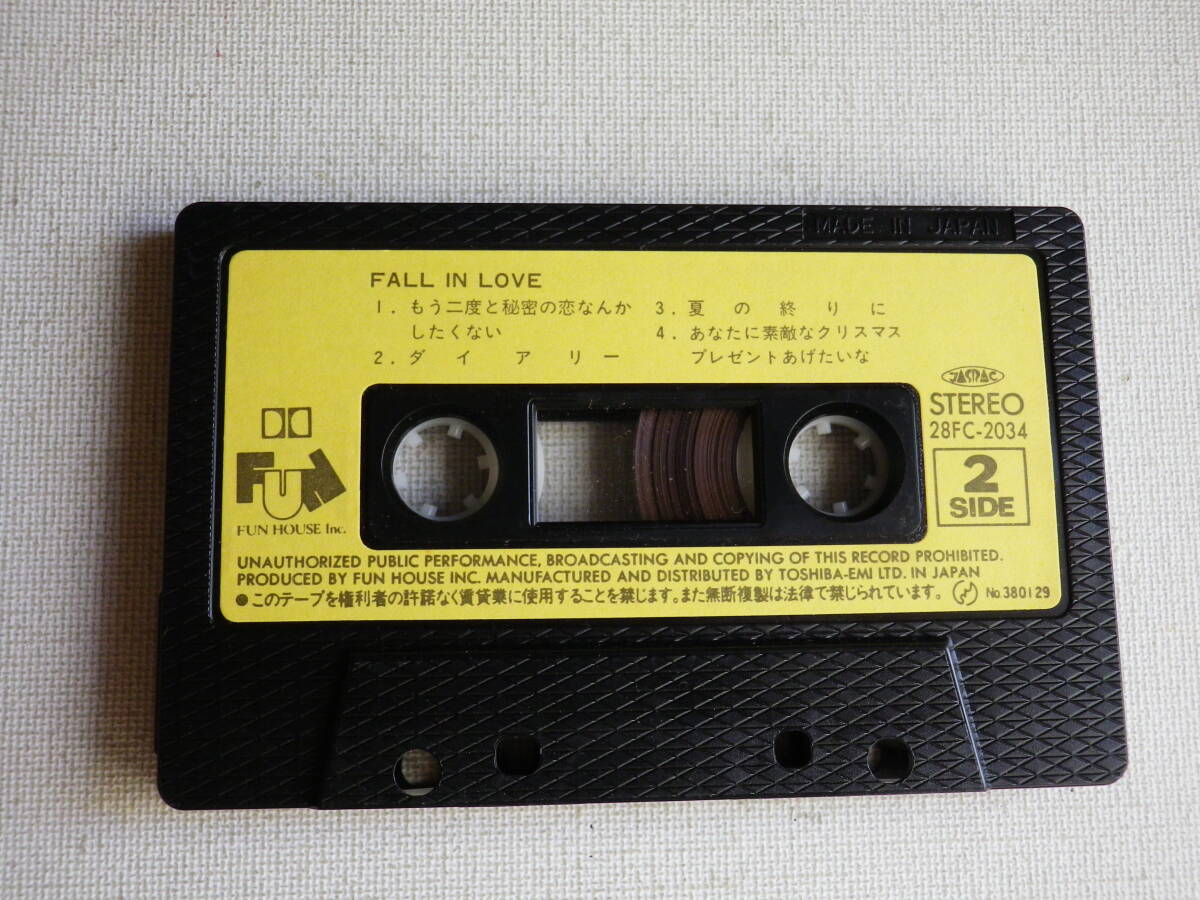 MADE IN JAPAN
FALL IN LOVE
1. もう二度と秘密の恋なんか
したくない
2. ダイアリー
3. 夏の終りに
4. あなたに素敵なクリスマス
プレゼントあげたいな
JASRAC
STEREO
28FC-2034
2
SIDE
FUN
FUN HOUSE Inc.
UNAUTHORIZED PUBLIC PERFORMANCE, BROADCASTING AND COPYING OF THIS RECORD PROHIBITED.
PRODUCED BY FUN HOUSE INC. MANUFACTURED AND DISTRIBUTED BY TOSHIBA-EMI LTD. IN JAPAN
●このテープを権利者の許諾なく賃貸業に使用することを禁じます。また無断複製は法律で禁じられています。 No380129